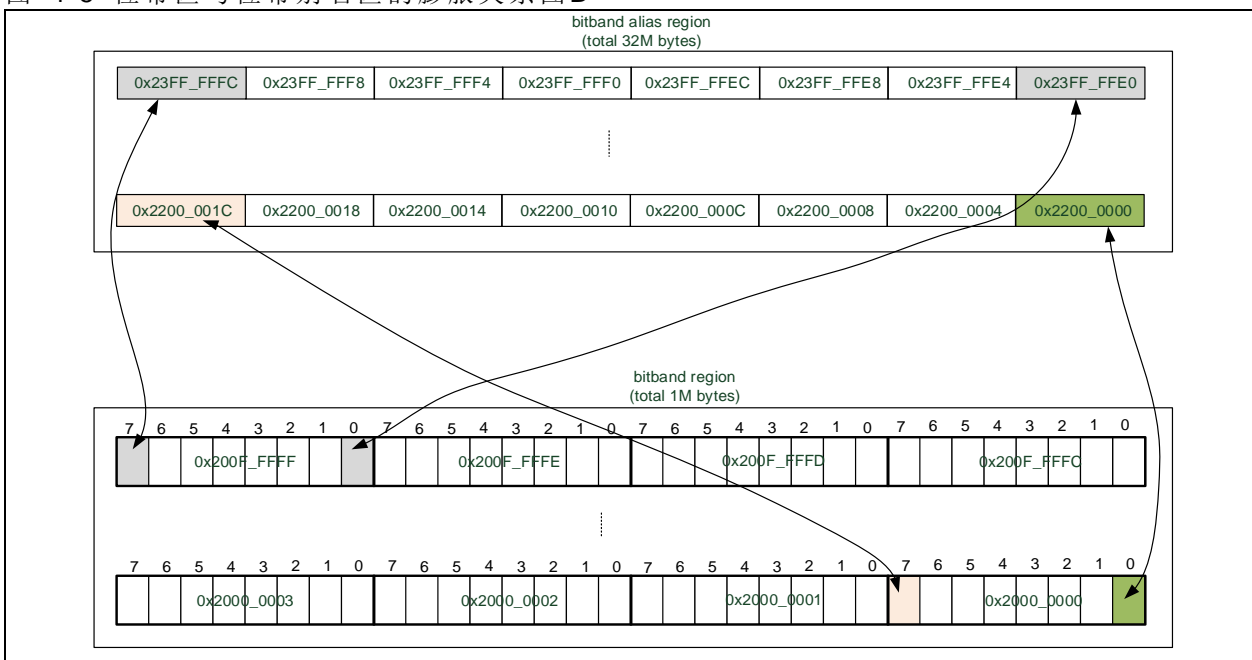 bitband alias region
(total 32M bytes)
0x23FF_FFFC 0x23FF_FFF8 0x23FF_FFF4 0x23FF_FFF0 0x23FF_FFEC 0x23FF_FFE8 0x23FF_FFE4 0x23FF_FFE0
0x2200_001C 0x2200_0018 0x2200_0014 0x2200_0010 0x2200_000C 0x2200_0008 0x2200_0004 0x2200_0000
bitband region
(total 1M bytes)
7 6 5 4 3 2 1 0 7 6 5 4 3 2 1 0 7 6 5 4 3 2 1 0 7 6 5 4 3 2 1 0
0x200F_FFFF 0x200F_FFFE 0x200F_FFFD 0x200F_FFFC
7 6 5 4 3 2 1 0 7 6 5 4 3 2 1 0 7 6 5 4 3 2 1 0 7 6 5 4 3 2 1 0
0x2000_0003 0x2000_0002 0x2000_0001 0x2000_0000